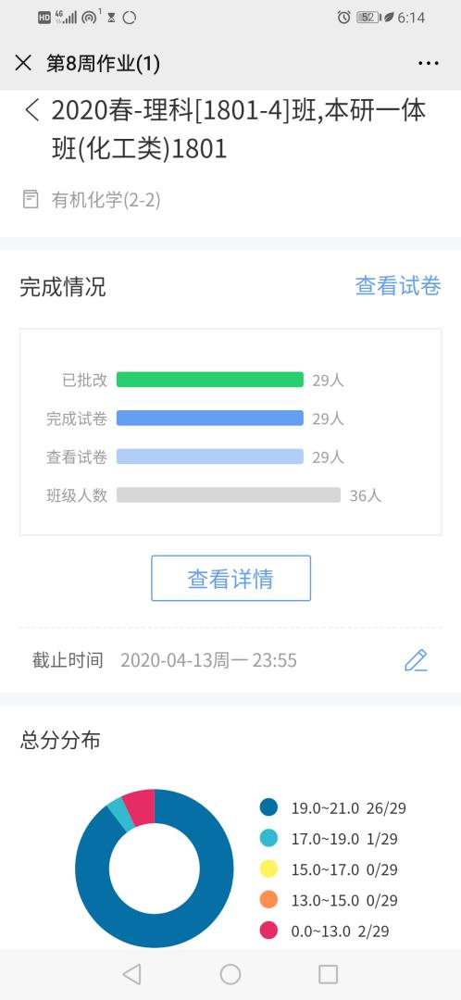 HD 4G 1 52 6:14
第8周作业(1)
2020春-理科[1801-4]班,本研一体
班(化工类)1801
有机化学(2-2)
完成情况 查看试卷
已批改 29人
完成试卷 29人
查看试卷 29人
班级人数 36人
查看详情
截止时间 2020-04-13周一 23:55
总分分布
19.0~21.0 26/29
17.0~19.0 1/29
15.0~17.0 0/29
13.0~15.0 0/29
0.0~13.0 2/29